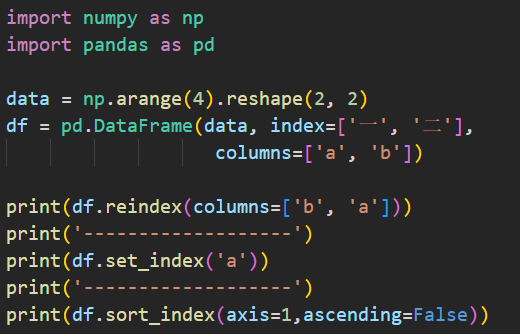 import numpy as np
import pandas as pd
data = np.arange(4).reshape(2, 2)
df = pd.DataFrame(data, index=['一', '二'],
columns=['a', 'b'])
print(df.reindex(columns=['b', 'a']))
print('-------------------')
print(df.set_index('a'))
print('-------------------')
print(df.sort_index(axis=1,ascending=False))